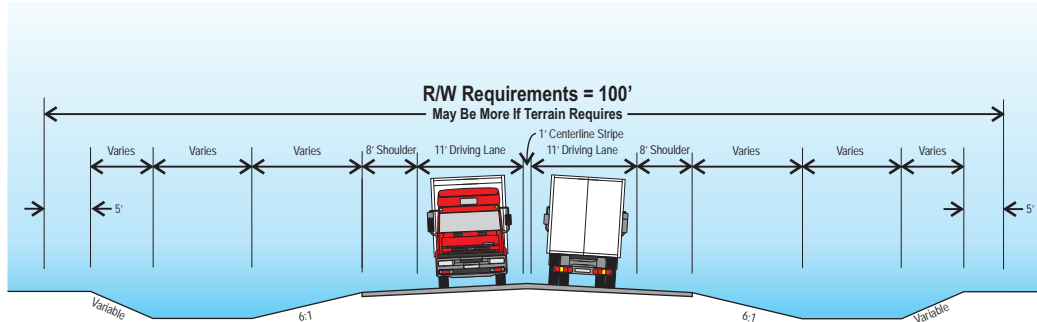 R/W Requirements = 100’
May Be More If Terrain Requires
1’ Centerline Stripe
Varies Varies Varies 8’ Shoulder 11’ Driving Lane 11’ Driving Lane 8’ Shoulder Varies Varies Varies
5’ 5’
Variable 6:1 6:1 Variable